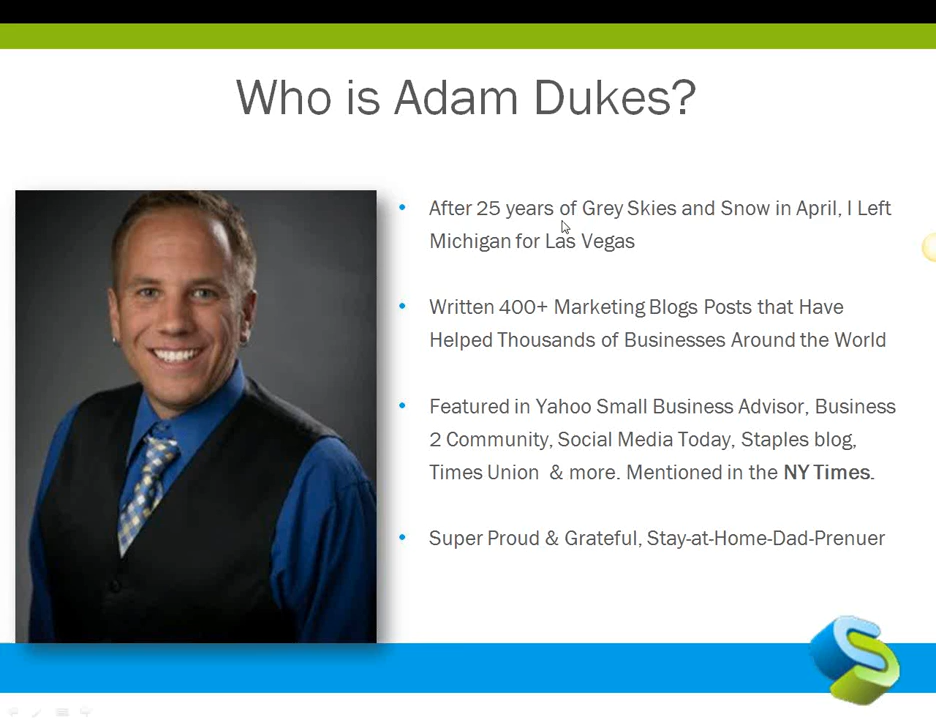 Who is Adam Dukes?
• After 25 years of Grey Skies and Snow in April, I Left
Michigan for Las Vegas
• Written 400+ Marketing Blogs Posts that Have
Helped Thousands of Businesses Around the World
• Featured in Yahoo Small Business Advisor, Business
2 Community, Social Media Today, Staples blog,
Times Union & more. Mentioned in the NY Times.
• Super Proud & Grateful, Stay-at-Home-Dad-Prenuer